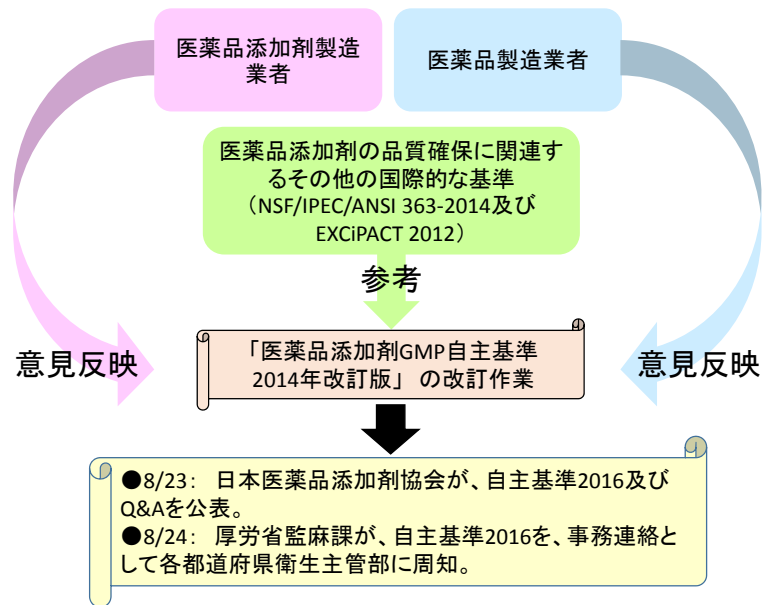 医薬品添加剤製造
業者
医薬品製造業者
医薬品添加剤の品質確保に関連す
るその他の国際的な基準
（NSF/IPEC/ANSI 363-2014及び
EXCiPACT 2012）
参考
意見反映
「医薬品添加剤GMP自主基準
2014年改訂版」 の改訂作業
意見反映
●8/23： 日本医薬品添加剤協会が、自主基準2016及び
Q&Aを公表。
●8/24： 厚労省監麻課が、自主基準2016を、事務連絡と
して各都道府県衛生主管部に周知。